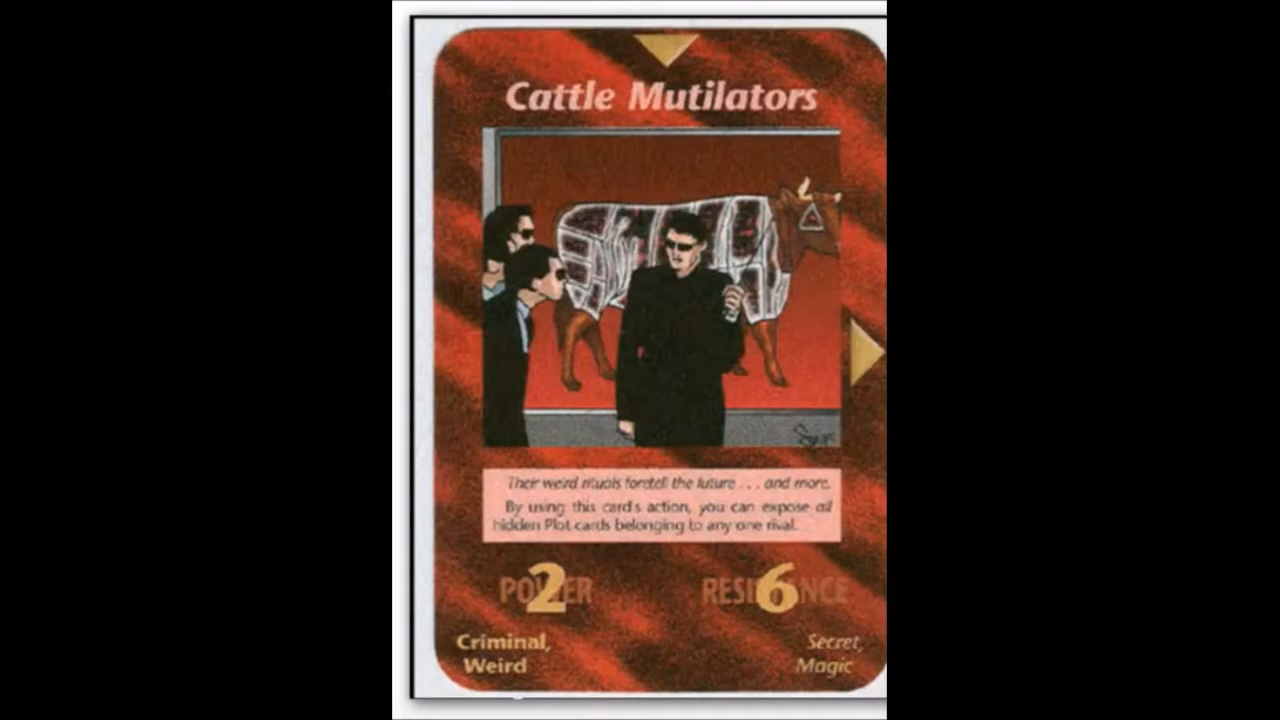 Cattle Mutilators
Their weird rituals foretell the future . . . and more.
By using this card's action, you can expose all
hidden Plot cards belonging to any one rival.
POWER 2 RESISTANCE 6
Criminal, Secret,
Weird Magic